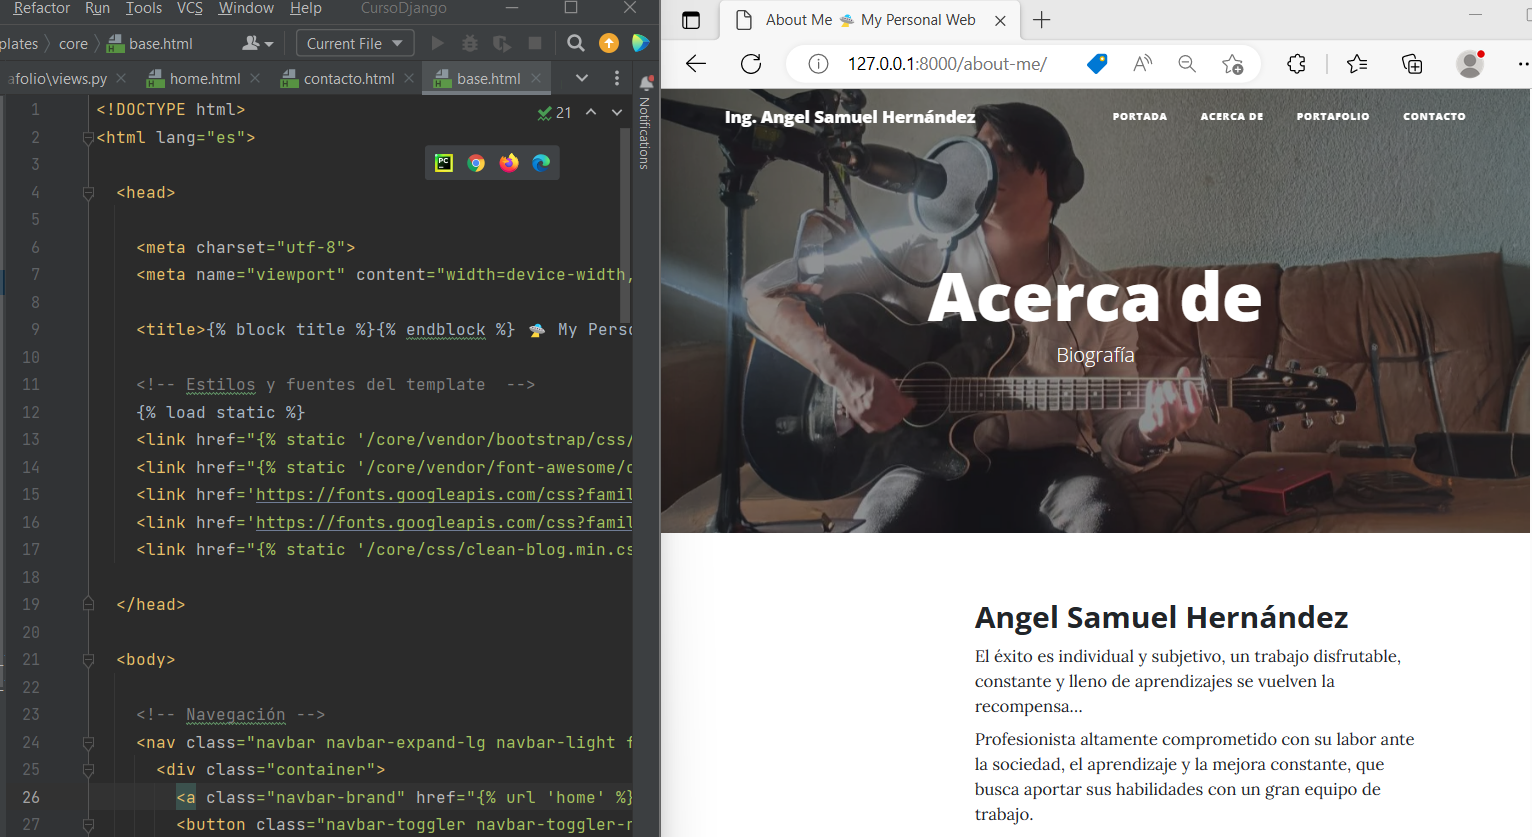 Refactor Run Tools VCS Window Help CursoDjango
plates core base.html Current File
afolio\views.py home.html contacto.html base.html
21
Notifications
1 <!DOCTYPE html>
2 <html lang="es">
3
4 <head>
5
6 <meta charset="utf-8">
7 <meta name="viewport" content="width=device-width,
8
9 <title>{% block title %}{% endblock %} 🛸 My Perso
10
11 <!-- Estilos y fuentes del template -->
12 {% load static %}
13 <link href="{% static '/core/vendor/bootstrap/css/
14 <link href="{% static '/core/vendor/font-awesome/c
15 <link href='https://fonts.googleapis.com/css?famil
16 <link href='https://fonts.googleapis.com/css?famil
17 <link href="{% static '/core/css/clean-blog.min.cs
18
19 </head>
20
21 <body>
22
23 <!-- Navegación -->
24 <nav class="navbar navbar-expand-lg navbar-light f
25 <div class="container">
26 <a class="navbar-brand" href="{% url 'home' %}
27 <button class="navbar-toggler navbar-toggler-r
About Me 🛸 My Personal Web
127.0.0.1:8000/about-me/
Ing. Angel Samuel Hernández PORTADA ACERCA DE PORTAFOLIO CONTACTO
Acerca de
Biografía
Angel Samuel Hernández
El éxito es individual y subjetivo, un trabajo disfrutable,
constante y lleno de aprendizajes se vuelven la
recompensa...
Profesionista altamente comprometido con su labor ante
la sociedad, el aprendizaje y la mejora constante, que
busca aportar sus habilidades con un gran equipo de
trabajo.